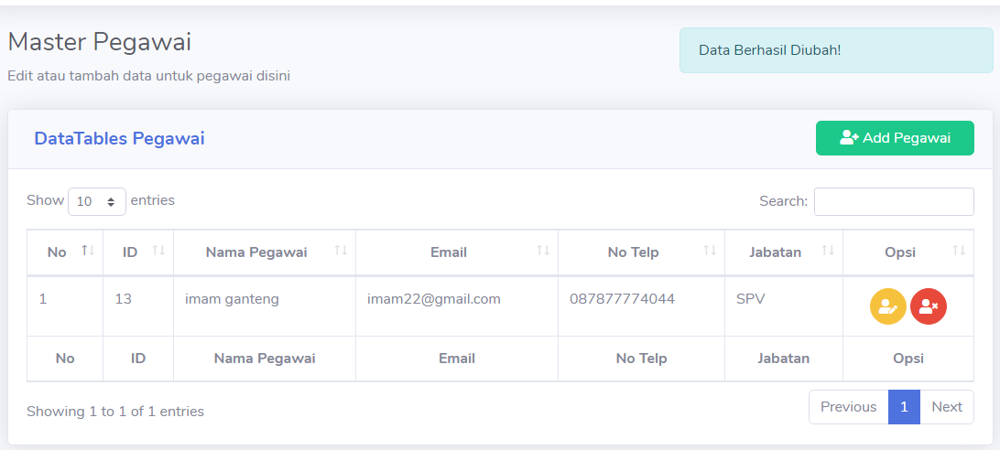 Master Pegawai
Data Berhasil Diubah!
Edit atau tambah data untuk pegawai disini
DataTables Pegawai
Add Pegawai
Show 10 entries
Search:
No ID Nama Pegawai Email No Telp Jabatan Opsi
1 13 imam ganteng imam22@gmail.com 087877774044 SPV
No ID Nama Pegawai Email No Telp Jabatan Opsi
Showing 1 to 1 of 1 entries
Previous 1 Next